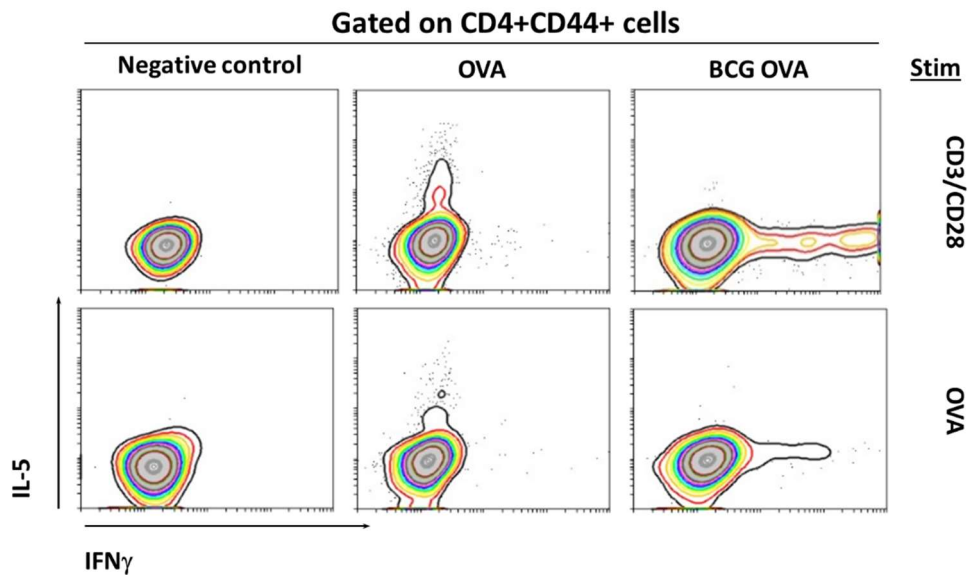 Gated on CD4+CD44+ cells
Negative control
OVA
BCG OVA
Stim
CD3/CD28
OVA
IL-5
IFNγ